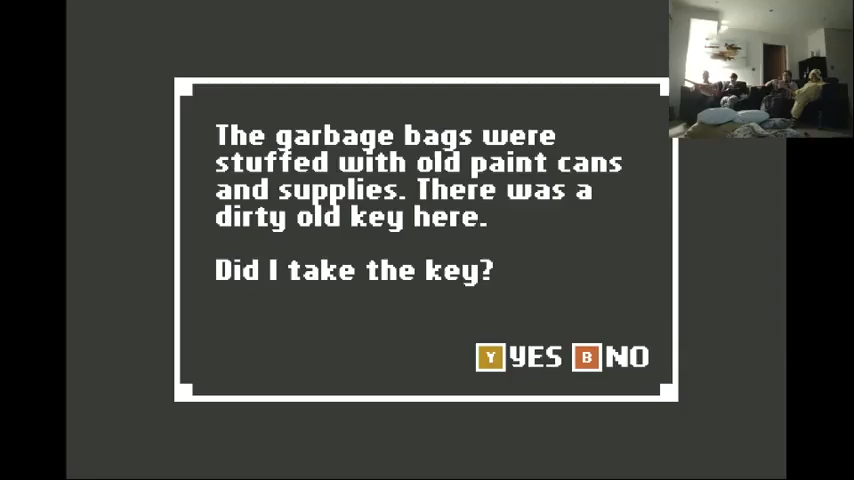 The garbage bags were
stuffed with old paint cans
and supplies. There was a
dirty old key here.
Did I take the key?
Y YES B NO